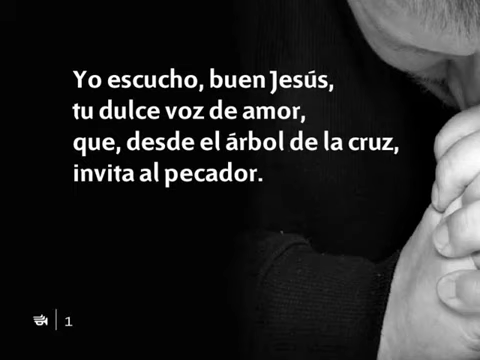 Yo escucho, buen Jesús,
tu dulce voz de amor,
que, desde el árbol de la cruz,
invita al pecador.
1